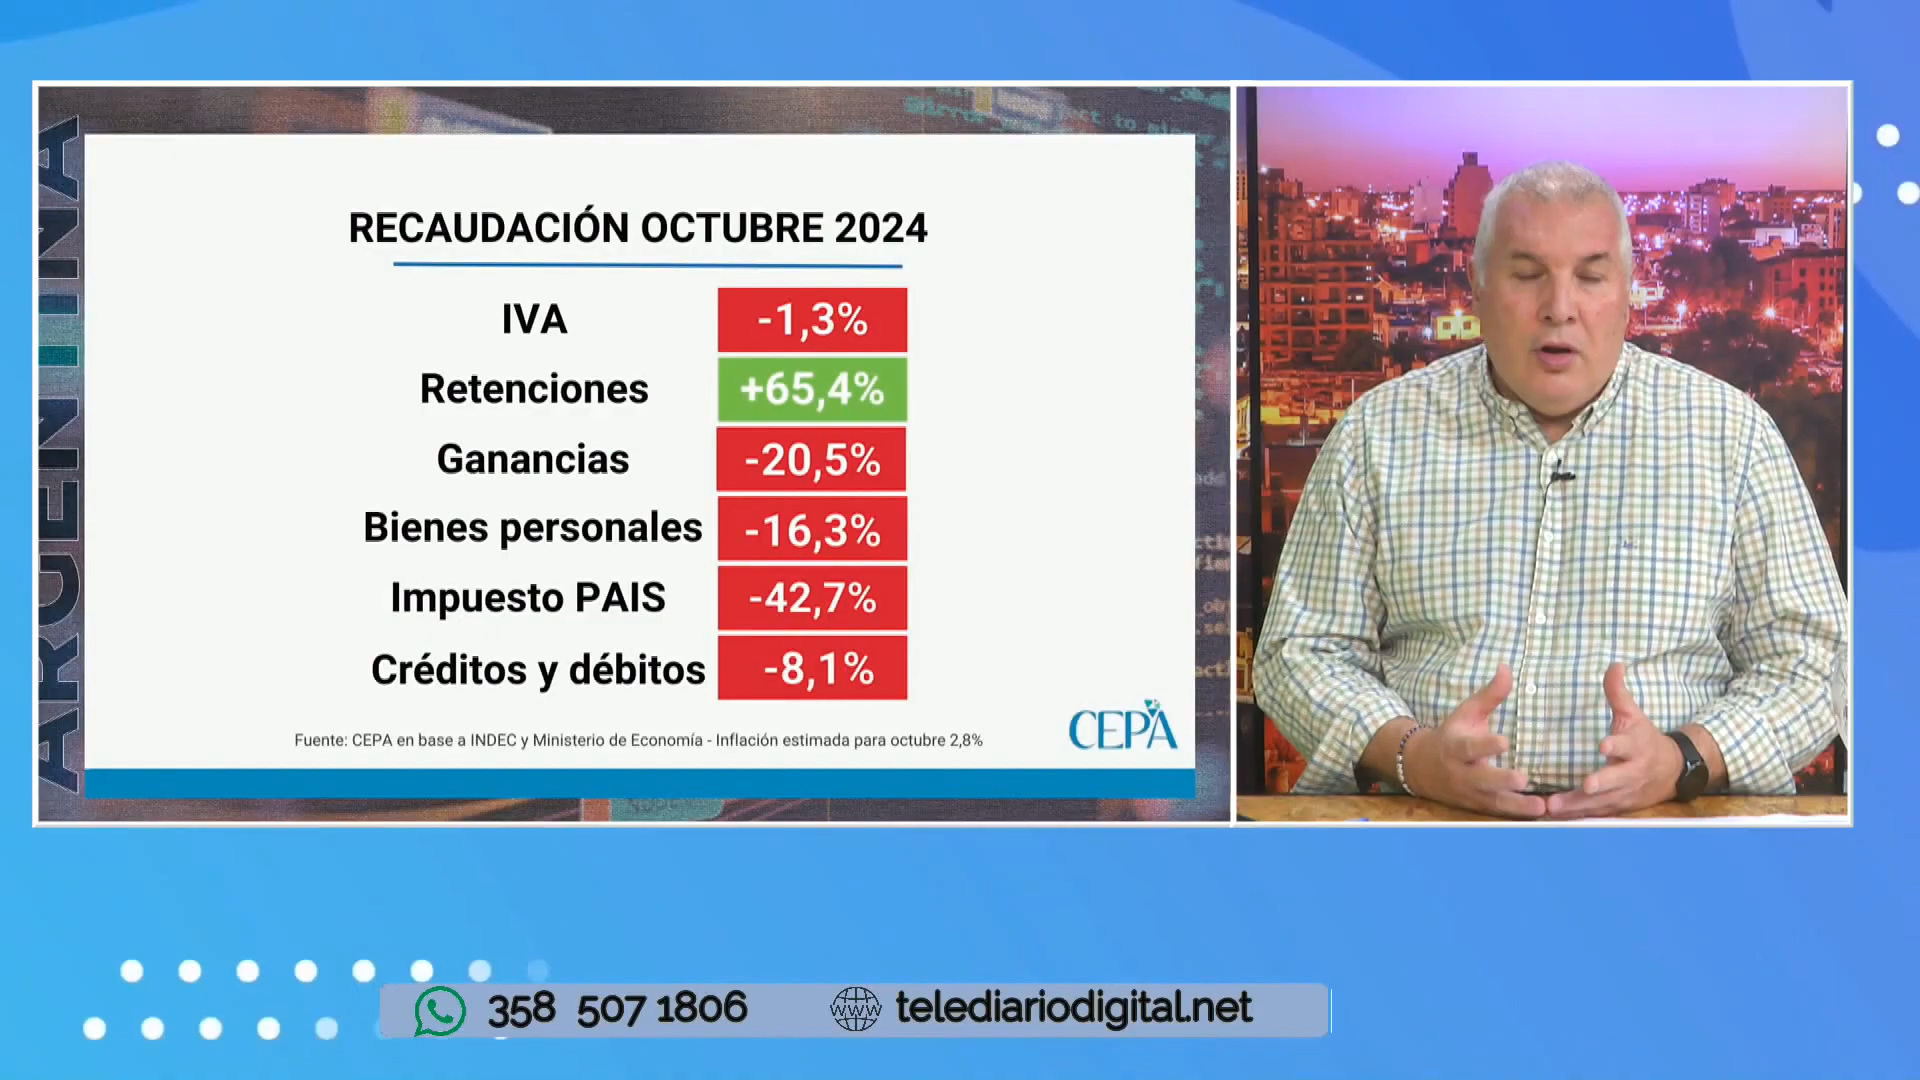 ARGENTINA
RECAUDACIÓN OCTUBRE 2024
IVA -1,3%
Retenciones +65,4%
Ganancias -20,5%
Bienes personales -16,3%
Impuesto PAIS -42,7%
Créditos y débitos -8,1%
Fuente: CEPA en base a INDEC y Ministerio de Economía - Inflación estimada para octubre 2,8%
CEPA
358 507 1806
www telediariodigital.net